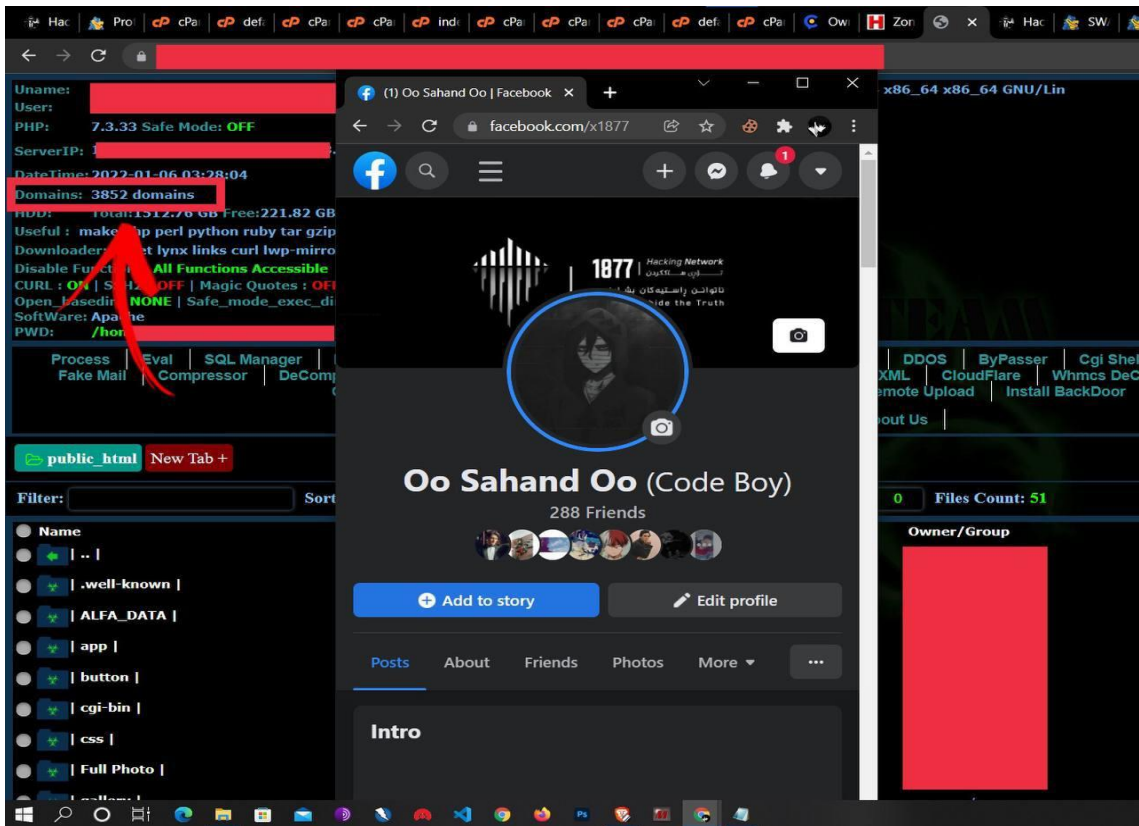 Hac
Pro
cPa
defa
cPa
cPa
cPa
inde
cPa
cPa
cPa
defa
cPa
Ow
Zon
Hac
SW
Uname:
x86_64 x86_64 GNU/Lin
User:
PHP: 7.3.33 Safe Mode: OFF
ServerIP:
DateTime: 2022-01-06 03:28:04
Domains: 3852 domains
HDD: Total:1512.76 GB Free:221.82 GB
Useful : make php perl python ruby tar gzip
lynx links curl lwp-mirro
All Functions Accessible
CURL : ON | OFF | Magic Quotes : OFF
NONE | Safe_mode_exec_di
SoftWare: Apache
PWD:
Process | Eval | SQL Manager
Fake Mail | Compressor | DeComp
DDOS | ByPasser | Cgi Shel
XML | CloudFlare | Whmcs DeC
emote Upload | Install BackDoor
out Us
public_html
New Tab +
Filter:
Sort
0 Files Count: 51
Name
Owner/Group
| .. |
| .well-known |
| ALFA_DATA |
| app |
| button |
| cgi-bin |
| css |
| Full Photo |
(1) Oo Sahand Oo | Facebook
facebook.com/x1877
1
1877 | Hacking Network
hide the Truth
Oo Sahand Oo (Code Boy)
288 Friends
Add to story
Edit profile
Posts About Friends Photos More
Intro